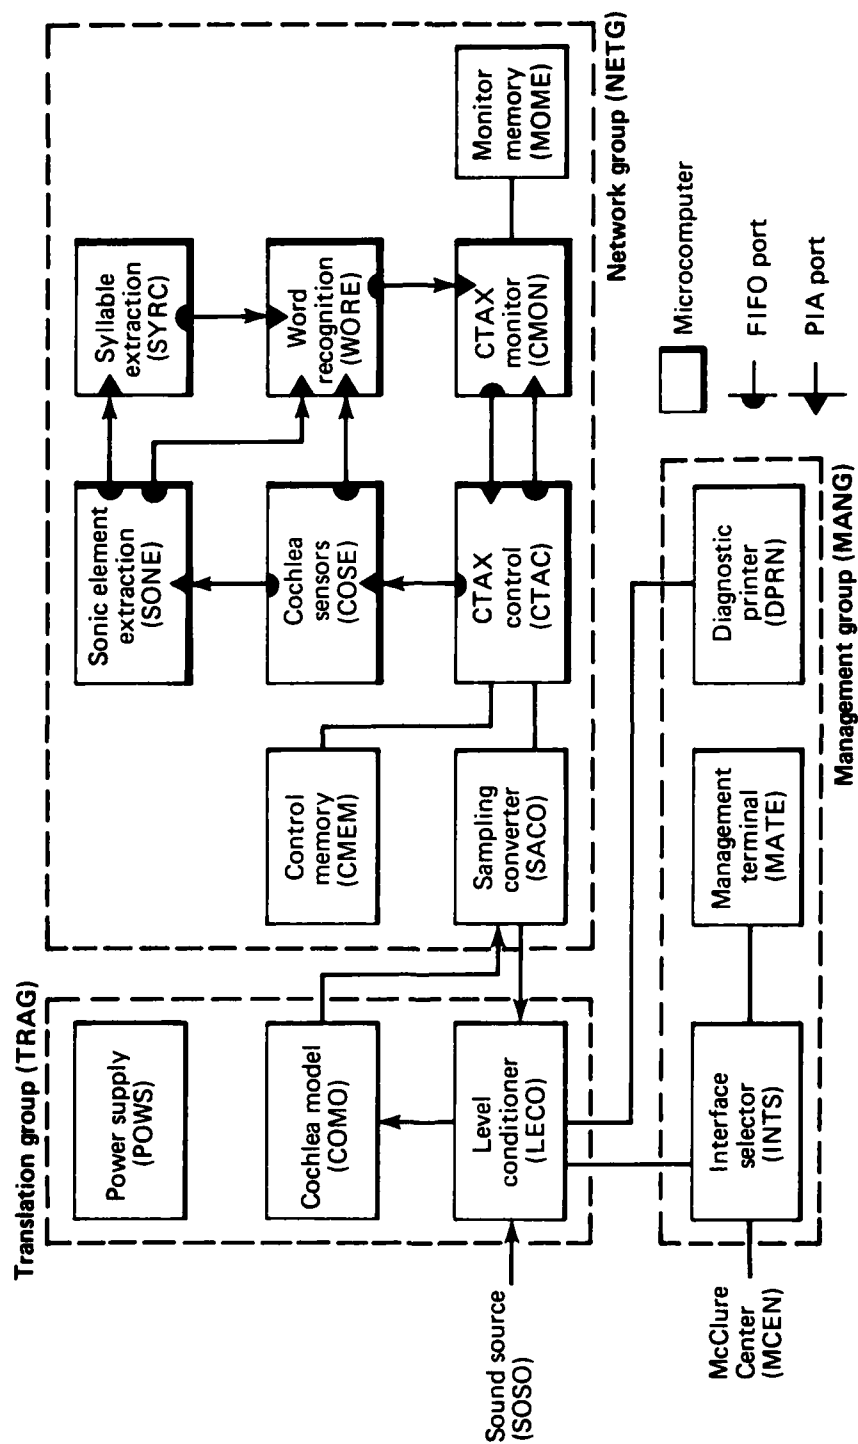 Translation group (TRAG)
Power supply
(POWS)
Cochlea model
(COMO)
Level
conditioner
(LECO)
Sound source
(SOSO)
Control
memory
(CMEM)
Sampling
converter
(SACO)
Sonic element
extraction
(SONE)
Cochlea
sensors
(COSE)
CTAX
control
(CTAC)
Syllable
extraction
(SYRC)
Word
recognition
(WORE)
CTAX
monitor
(CMON)
Monitor
memory
(MOME)
Network group (NETG)
McClure
Center
(MCEN)
Interface
selector
(INTS)
Management
terminal
(MATE)
Diagnostic
printer
(DPRN)
Management group (MANG)
Microcomputer
FIFO port
PIA port